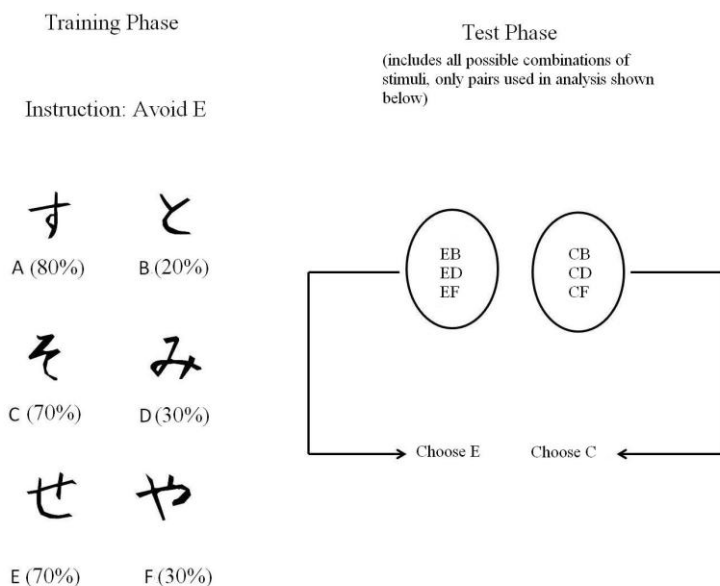 Training Phase
Instruction: Avoid E
す と
A (80%) B (20%)
そ み
C (70%) D (30%)
せ や
E (70%) F (30%)
Test Phase
(includes all possible combinations of
stimuli, only pairs used in analysis shown
below)
EB
ED
EF
CB
CD
CF
Choose E
Choose C